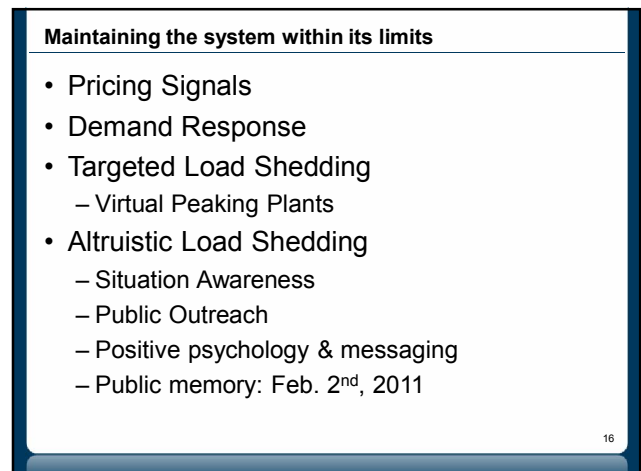 Maintaining the system within its limits
• Pricing Signals
• Demand Response
• Targeted Load Shedding
– Virtual Peaking Plants
• Altruistic Load Shedding
– Situation Awareness
– Public Outreach
– Positive psychology & messaging
– Public memory: Feb. 2nd, 2011
16